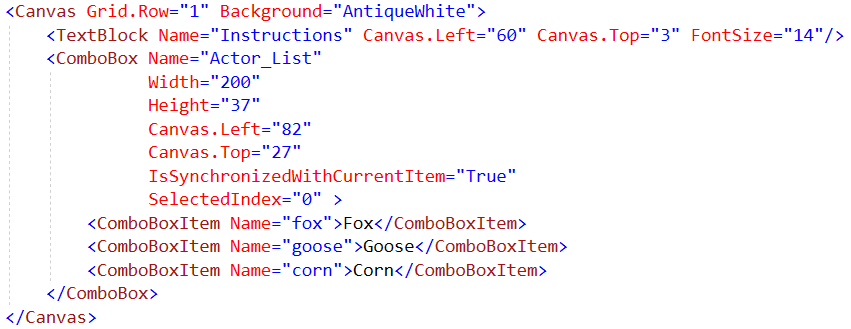 <Canvas Grid.Row="1" Background="AntiqueWhite">
<TextBlock Name="Instructions" Canvas.Left="60" Canvas.Top="3" FontSize="14"/>
<ComboBox Name="Actor_List"
Width="200"
Height="37"
Canvas.Left="82"
Canvas.Top="27"
IsSynchronizedWithCurrentItem="True"
SelectedIndex="0" >
<ComboBoxItem Name="fox">Fox</ComboBoxItem>
<ComboBoxItem Name="goose">Goose</ComboBoxItem>
<ComboBoxItem Name="corn">Corn</ComboBoxItem>
</ComboBox>
</Canvas>